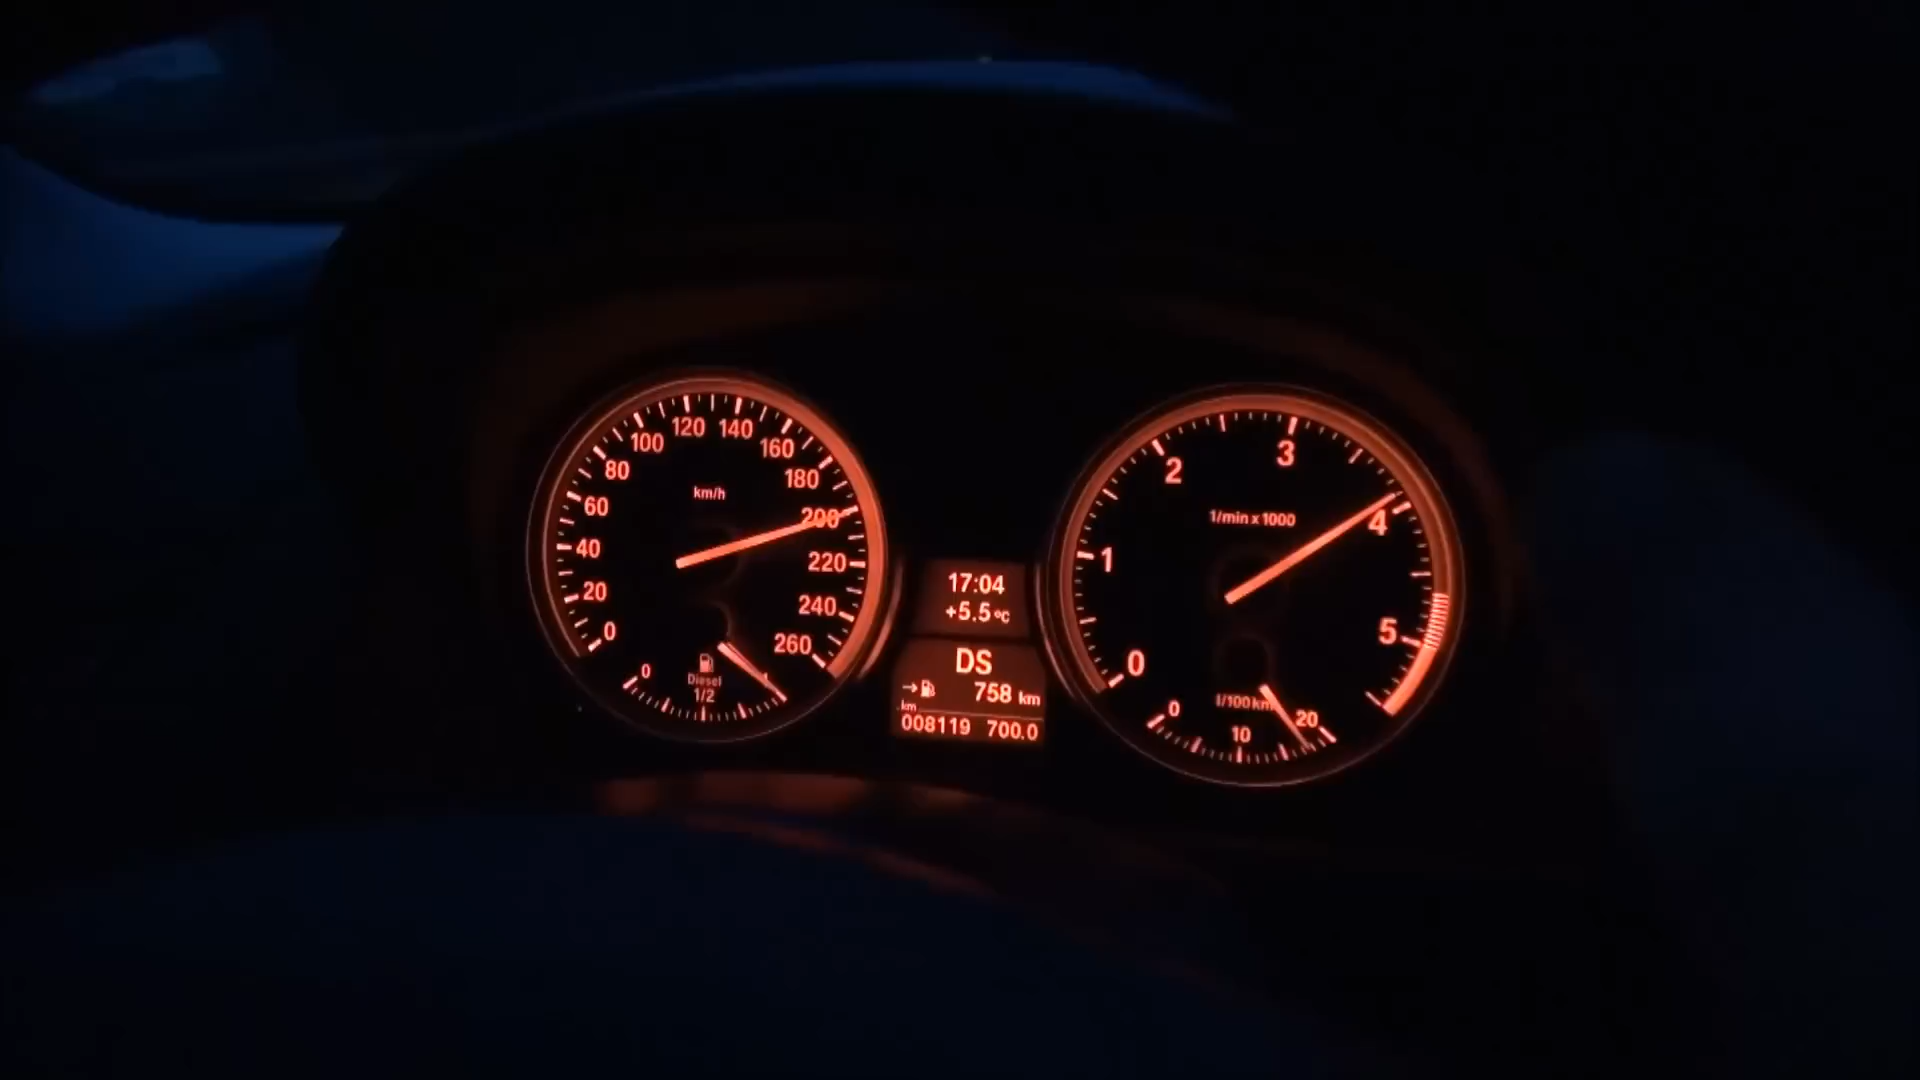 0 20 40 60 80 100 120 140 160 180 200 220 240 260
km/h
0
Diesel
1/2
17:04
+5.5 °C
DS
→ 758 km
km
008119 700.0
0 1 2 3 4 5
1/min x 1000
l/100 km
0 10 20